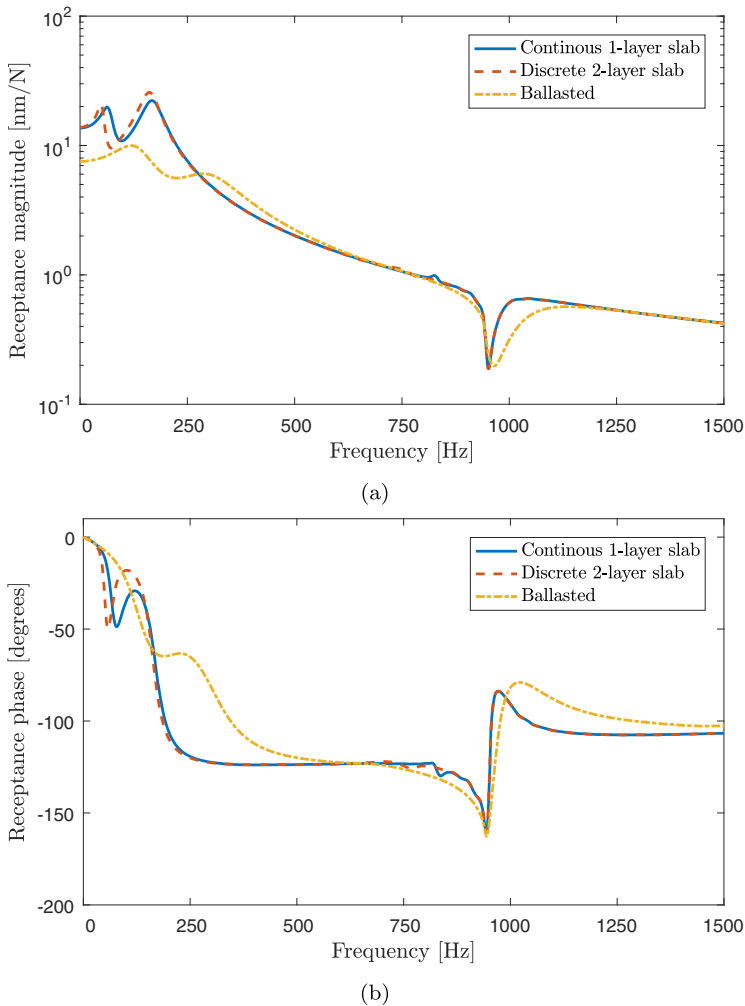 10^2
10^1
10^0
10^-1
Receptance magnitude [nm/N]
Continous 1-layer slab
Discrete 2-layer slab
Ballasted
0 250 500 750 1000 1250 1500
Frequency [Hz]
(a)
0
-50
-100
-150
-200
Receptance phase [degrees]
Continous 1-layer slab
Discrete 2-layer slab
Ballasted
0 250 500 750 1000 1250 1500
Frequency [Hz]
(b)